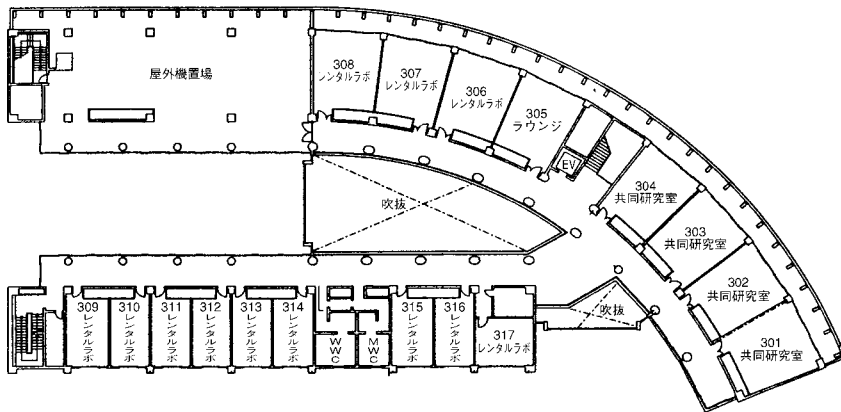 屋外機置場
308
レンタルラボ
307
レンタルラボ
306
レンタルラボ
305
ラウンジ
EV
304
共同研究室
303
共同研究室
302
共同研究室
301
共同研究室
吹抜
吹抜
309
レンタルラボ
310
レンタルラボ
311
レンタルラボ
312
レンタルラボ
313
レンタルラボ
314
レンタルラボ
WWC
MWC
315
レンタルラボ
316
レンタルラボ
317
レンタルラボ